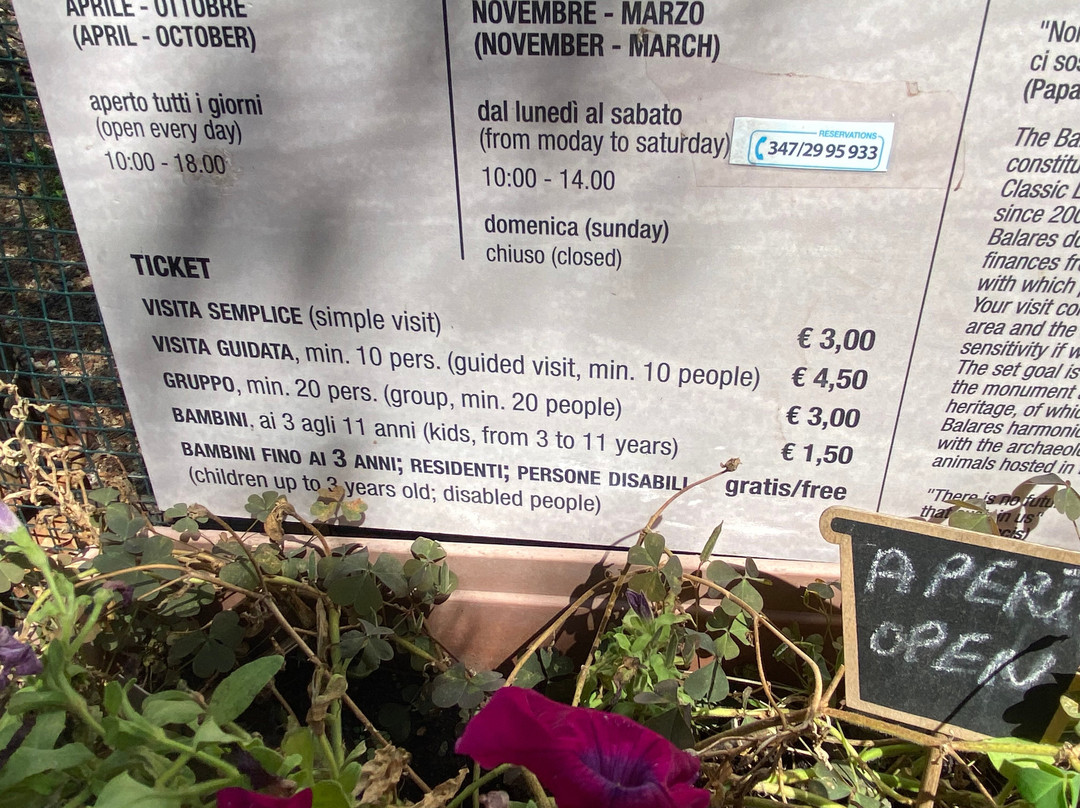 APRILE - OTTOBRE
(APRIL - OCTOBER)
aperto tutti i giorni
(open every day)
10:00 - 18.00
NOVEMBRE - MARZO
(NOVEMBER - MARCH)
dal lunedì al sabato
(from moday to saturday)
10:00 - 14.00
domenica (sunday)
chiuso (closed)
RESERVATIONS
347/29 95 933
TICKET
VISITA SEMPLICE (simple visit) € 3,00
VISITA GUIDATA, min. 10 pers. (guided visit, min. 10 people) € 4,50
GRUPPO, min. 20 pers. (group, min. 20 people) € 3,00
BAMBINI, ai 3 agli 11 anni (kids, from 3 to 11 years) € 1,50
BAMBINI FINO AI 3 ANNI; RESIDENTI; PERSONE DISABILI gratis/free
(children up to 3 years old; disabled people)
ci
(Papa
The
Classic
since
Balares
finances
with which
Your visit
area and the
sensitivity if
The set goal is
the monument
heritage, of
Balares
with the
animals hosted in
"There is no
that in us"
APERT
OPEN